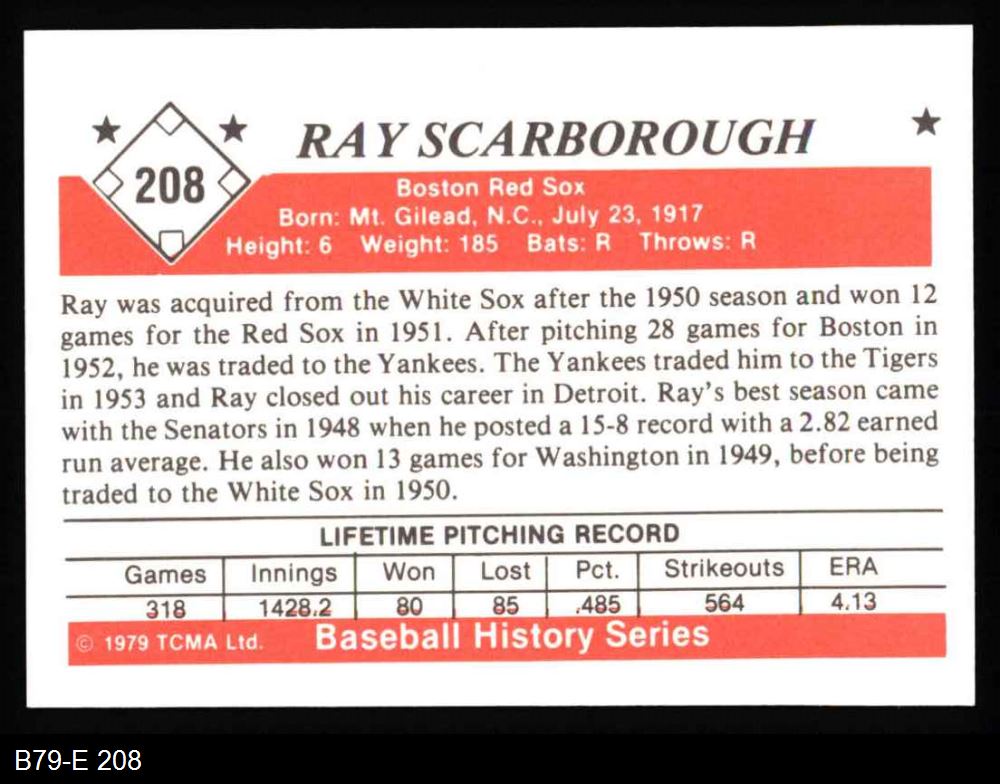 208
RAY SCARBOROUGH
Boston Red Sox
Born: Mt. Gilead, N.C., July 23, 1917
Height: 6 Weight: 185 Bats: R Throws: R
Ray was acquired from the White Sox after the 1950 season and won 12
games for the Red Sox in 1951. After pitching 28 games for Boston in
1952, he was traded to the Yankees. The Yankees traded him to the Tigers
in 1953 and Ray closed out his career in Detroit. Ray's best season came
with the Senators in 1948 when he posted a 15-8 record with a 2.82 earned
run average. He also won 13 games for Washington in 1949, before being
traded to the White Sox in 1950.
LIFETIME PITCHING RECORD
Games Innings Won Lost Pct. Strikeouts ERA
318 1428.2 80 85 .485 564 4.13
© 1979 TCMA Ltd. Baseball History Series
B79-E 208